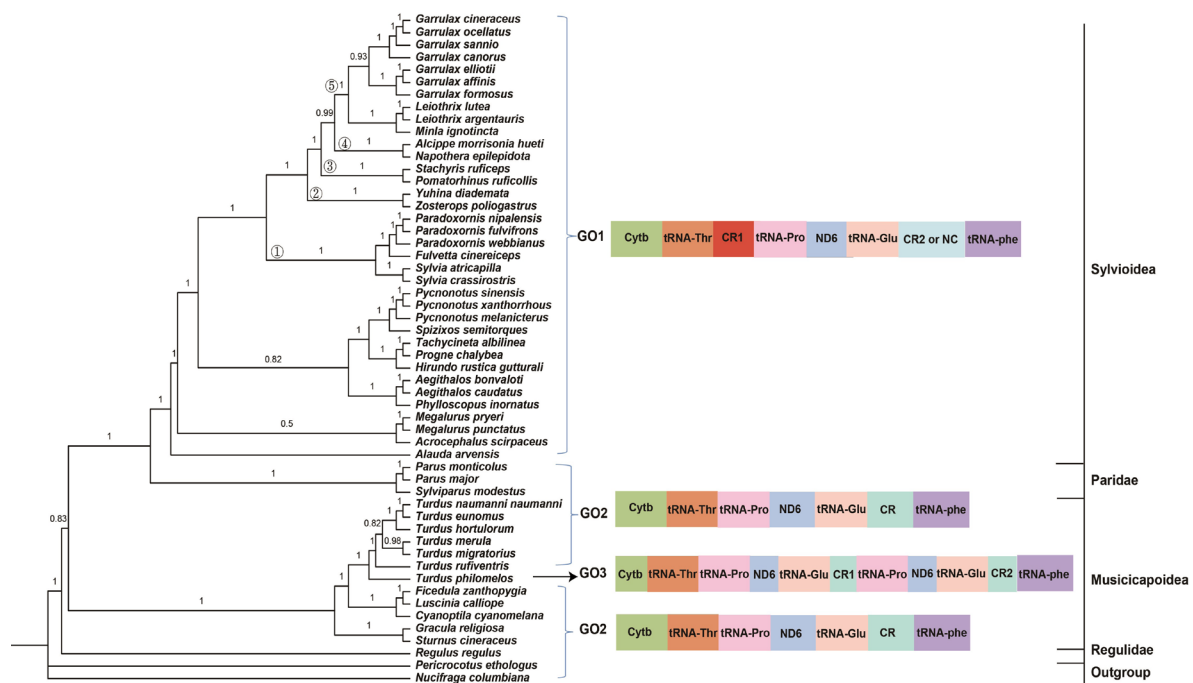 Garrulax cineraceus
Garrulax ocellatus
Garrulax sannio
Garrulax canorus
Garrulax elliotii
Garrulax affinis
Garrulax formosus
Leiothrix lutea
Leiothrix argentauris
Minla ignotincta
Alcippe morrisonia hueti
Napothera epilepidota
Stachyris ruficeps
Pomatorhinus ruficollis
Yuhina diademata
Zosterops poliogastrus
Paradoxornis nipalensis
Paradoxornis fulvifrons
Paradoxornis webbianus
Fulvetta cinereiceps
Sylvia atricapilla
Sylvia crassirostris
Pycnonotus sinensis
Pycnonotus xanthorrhous
Pycnonotus melanicterus
Spizixos semitorques
Tachycineta albilinea
Progne chalybea
Hirundo rustica gutturali
Aegithalos bonvaloti
Aegithalos caudatus
Phylloscopus inornatus
Megalurus pryeri
Megalurus punctatus
Acrocephalus scirpaceus
Alauda arvensis
Parus monticolus
Parus major
Sylviparus modestus
Turdus naumanni naumanni
Turdus eunomus
Turdus hortulorum
Turdus merula
Turdus migratorius
Turdus rufiventris
Turdus philomelos
Ficedula zanthopygia
Luscinia calliope
Cyanoptila cyanomelana
Gracula religiosa
Sturnus cineraceus
Regulus regulus
Pericrocotus ethologus
Nucifraga columbiana
1
1
1
1
0.93
1
1
⑤
1
1
1
0.99
④
1
1
③
1
1
②
1
1
1
1
1
①
1
1
1
1
1
1
1
1
1
0.82
1
1
1
1
0.5
1
1
1
1
1
0.82
0.98
1
1
0.83
1
1
1
1
1
GO1
Cytb tRNA-Thr CR1 tRNA-Pro ND6 tRNA-Glu CR2 or NC tRNA-phe
GO2
Cytb tRNA-Thr tRNA-Pro ND6 tRNA-Glu CR tRNA-phe
GO3
Cytb tRNA-Thr tRNA-Pro ND6 tRNA-Glu CR1 tRNA-Pro ND6 tRNA-Glu CR2 tRNA-phe
GO2
Cytb tRNA-Thr tRNA-Pro ND6 tRNA-Glu CR tRNA-phe
Sylvioidea
Paridae
Musicicapoidea
Regulidae
Outgroup